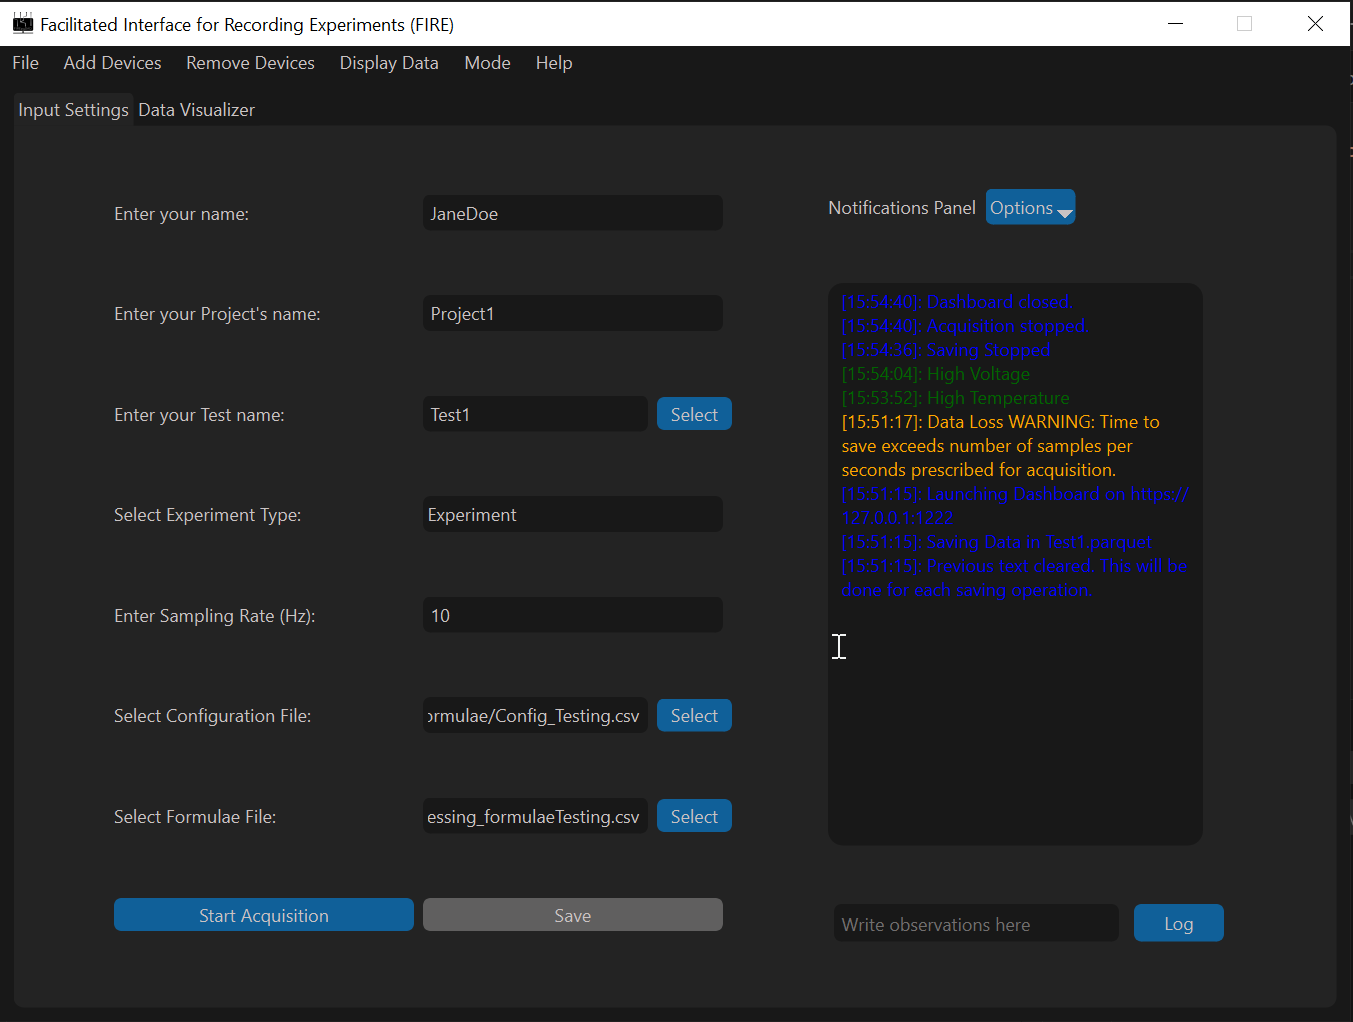 Facilitated Interface for Recording Experiments (FIRE)
File Add Devices Remove Devices Display Data Mode Help
Input Settings Data Visualizer
Enter your name: JaneDoe
Enter your Project's name: Project1
Enter your Test name: Test1 Select
Select Experiment Type: Experiment
Enter Sampling Rate (Hz): 10
Select Configuration File: ormulae/Config_Testing.csv Select
Select Formulae File: essing_formulaeTesting.csv Select
Start Acquisition Save
Notifications Panel Options
[15:54:40]: Dashboard closed.
[15:54:40]: Acquisition stopped.
[15:54:36]: Saving Stopped
[15:54:04]: High Voltage
[15:53:52]: High Temperature
[15:51:17]: Data Loss WARNING: Time to
save exceeds number of samples per
seconds prescribed for acquisition.
[15:51:15]: Launching Dashboard on https://
127.0.0.1:1222
[15:51:15]: Saving Data in Test1.parquet
[15:51:15]: Previous text cleared. This will be
done for each saving operation.
Write observations here Log